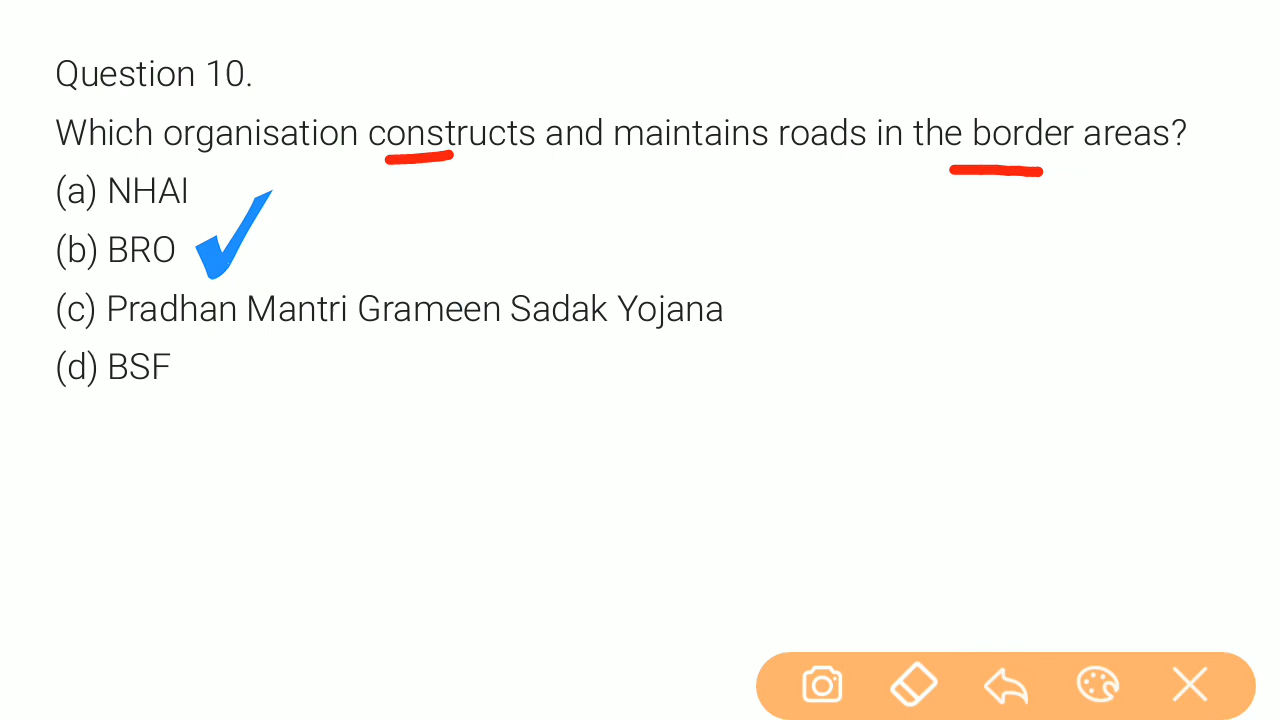 Question 10.
Which organisation constructs and maintains roads in the border areas?
(a) NHAI
(b) BRO
(c) Pradhan Mantri Grameen Sadak Yojana
(d) BSF